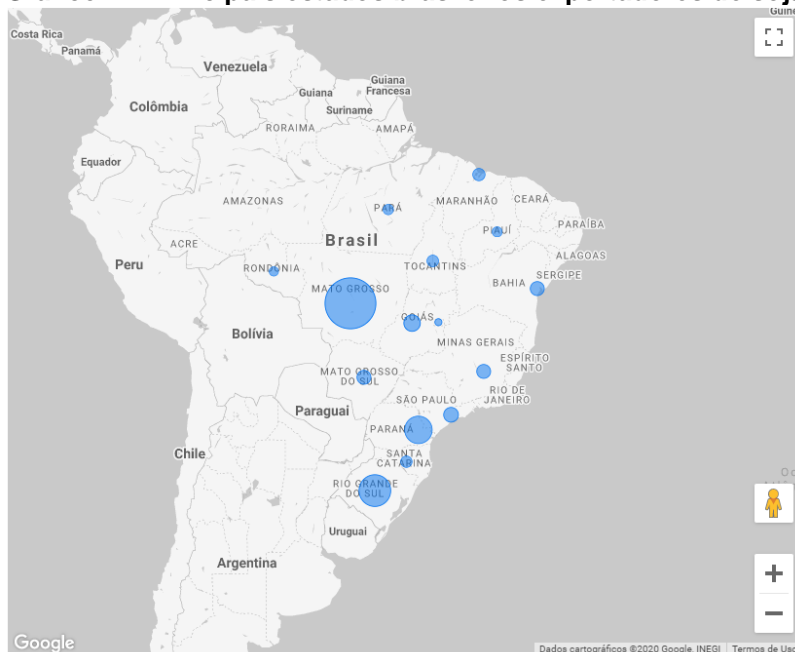 Costa Rica
Panamá
Venezuela
Guiana
Guiana
Francesa
Suriname
Colômbia
RORAIMA
AMAPÁ
Equador
AMAZONAS
PARÁ
MARANHÃO
CEARÁ
PARAÍBA
PIAUÍ
Brasil
ACRE
ALAGOAS
Peru
RONDÔNIA
TOCANTINS
SERGIPE
BAHIA
MATO GROSSO
GOIÁS
Bolívia
MINAS GERAIS
ESPÍRITO
SANTO
MATO GROSSO
DO SUL
RIO DE
JANEIRO
SÃO PAULO
Paraguai
PARANÁ
Chile
SANTA
CATARINA
RIO GRANDE
DO SUL
Uruguai
Argentina
Google
Dados cartográficos ©2020 Google, INEGI
Termos de Uso